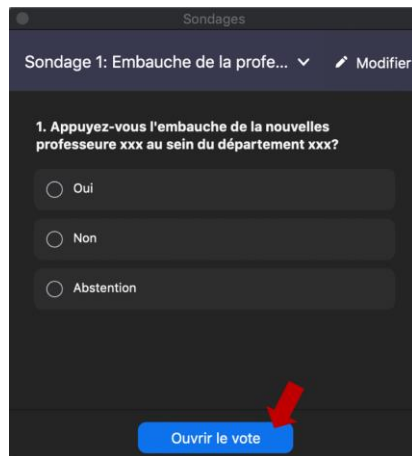 Sondages
Sondage 1: Embauche de la profe... Modifier
1. Appuyez-vous l'embauche de la nouvelles
professeure xxx au sein du département xxx?
Oui
Non
Abstention
Ouvrir le vote